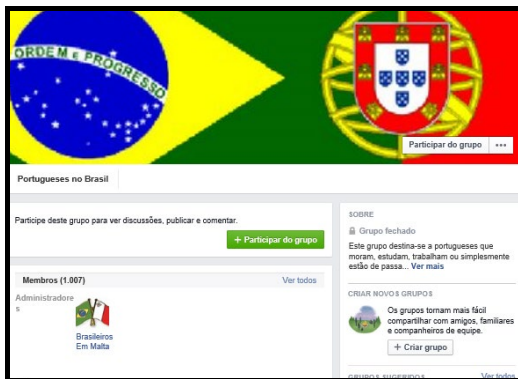 ORDEM E PROGRESSO
Participar do grupo
Portugueses no Brasil
Participe deste grupo para ver discussões, publicar e comentar.
+ Participar do grupo
Membros (1.007)
Ver todos
Administradore
s
Brasileiros
Em Malta
SOBRE
Grupo fechado
Este grupo destina-se a portugueses que
moram, estudam, trabalham ou simplesmente
estão de passa... Ver mais
CRIAR NOVOS GRUPOS
Os grupos tornam mais fácil
compartilhar com amigos, familiares
e companheiros de equipe.
+ Criar grupo
GRUPOS SUGERIDOS
Ver todos